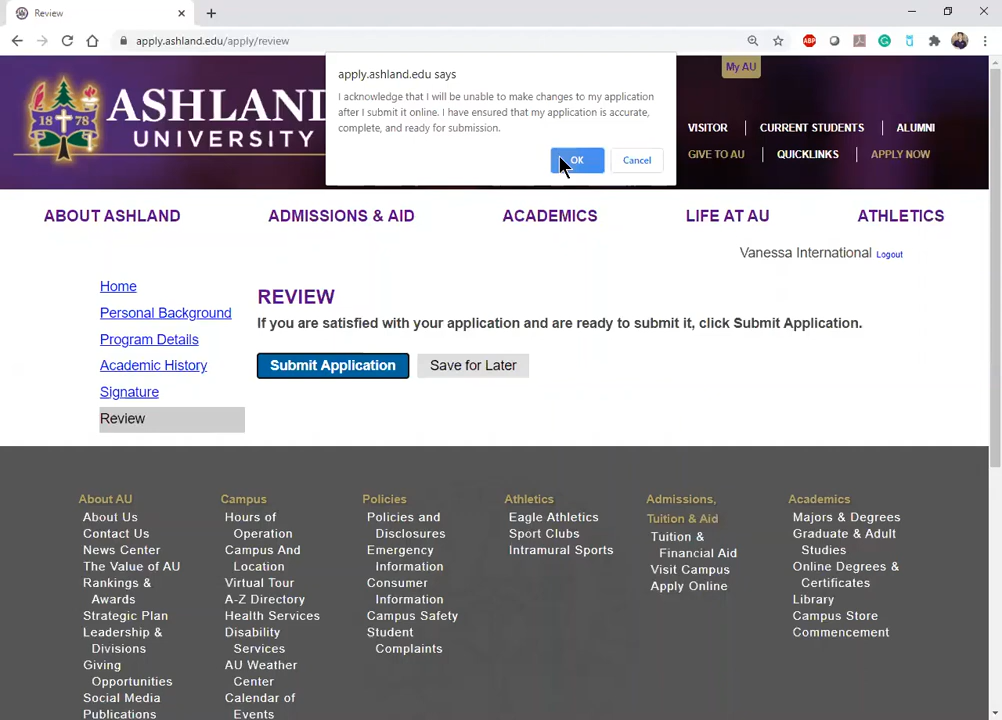 Review
apply.ashland.edu/apply/review
ABP
apply.ashland.edu says
I acknowledge that I will be unable to make changes to my application
after I submit it online. I have ensured that my application is accurate,
complete, and ready for submission.
OK
Cancel
My AU
18 78
ASHLAND
UNIVERSITY
VISITOR
CURRENT STUDENTS
ALUMNI
GIVE TO AU
QUICKLINKS
APPLY NOW
ABOUT ASHLAND
ADMISSIONS & AID
ACADEMICS
LIFE AT AU
ATHLETICS
Vanessa International Logout
Home
Personal Background
Program Details
Academic History
Signature
Review
REVIEW
If you are satisfied with your application and are ready to submit it, click Submit Application.
Submit Application
Save for Later
About AU
About Us
Contact Us
News Center
The Value of AU
Rankings &
Awards
Strategic Plan
Leadership &
Divisions
Giving
Opportunities
Social Media
Publications
Campus
Hours of
Operation
Campus And
Location
Virtual Tour
A-Z Directory
Health Services
Disability
Services
AU Weather
Center
Calendar of
Events
Policies
Policies and
Disclosures
Emergency
Information
Consumer
Information
Campus Safety
Student
Complaints
Athletics
Eagle Athletics
Sport Clubs
Intramural Sports
Admissions,
Tuition & Aid
Tuition &
Financial Aid
Visit Campus
Apply Online
Academics
Majors & Degrees
Graduate & Adult
Studies
Online Degrees &
Certificates
Library
Campus Store
Commencement